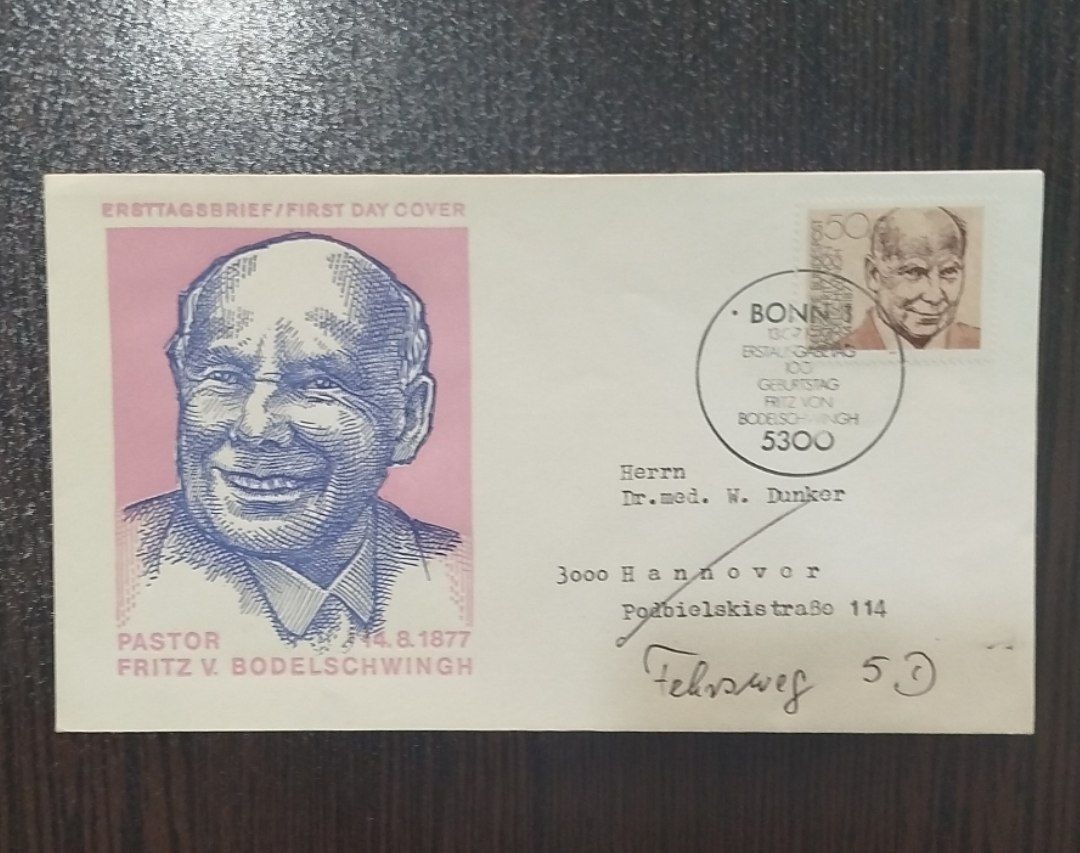 ERSTTAGSBRIEF/FIRST DAY COVER
PASTOR 14.8.1877
FRITZ V. BODELSCHWINGH
50
BONN 1
ERSTAUSGABETAG
100
GEBURTSTAG
FRITZ VON
BODELSCHWINGH
5300
Herrn
Dr.med. W. Dunker
3000 Hannover
Podbielskistraße 114
5